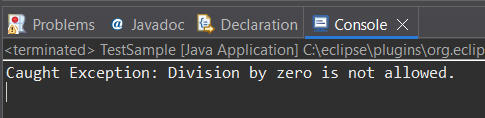 Problems @ Javadoc Declaration Console
<terminated> TestSample [Java Application] C:\eclipse\plugins\org.eclip
Caught Exception: Division by zero is not allowed.